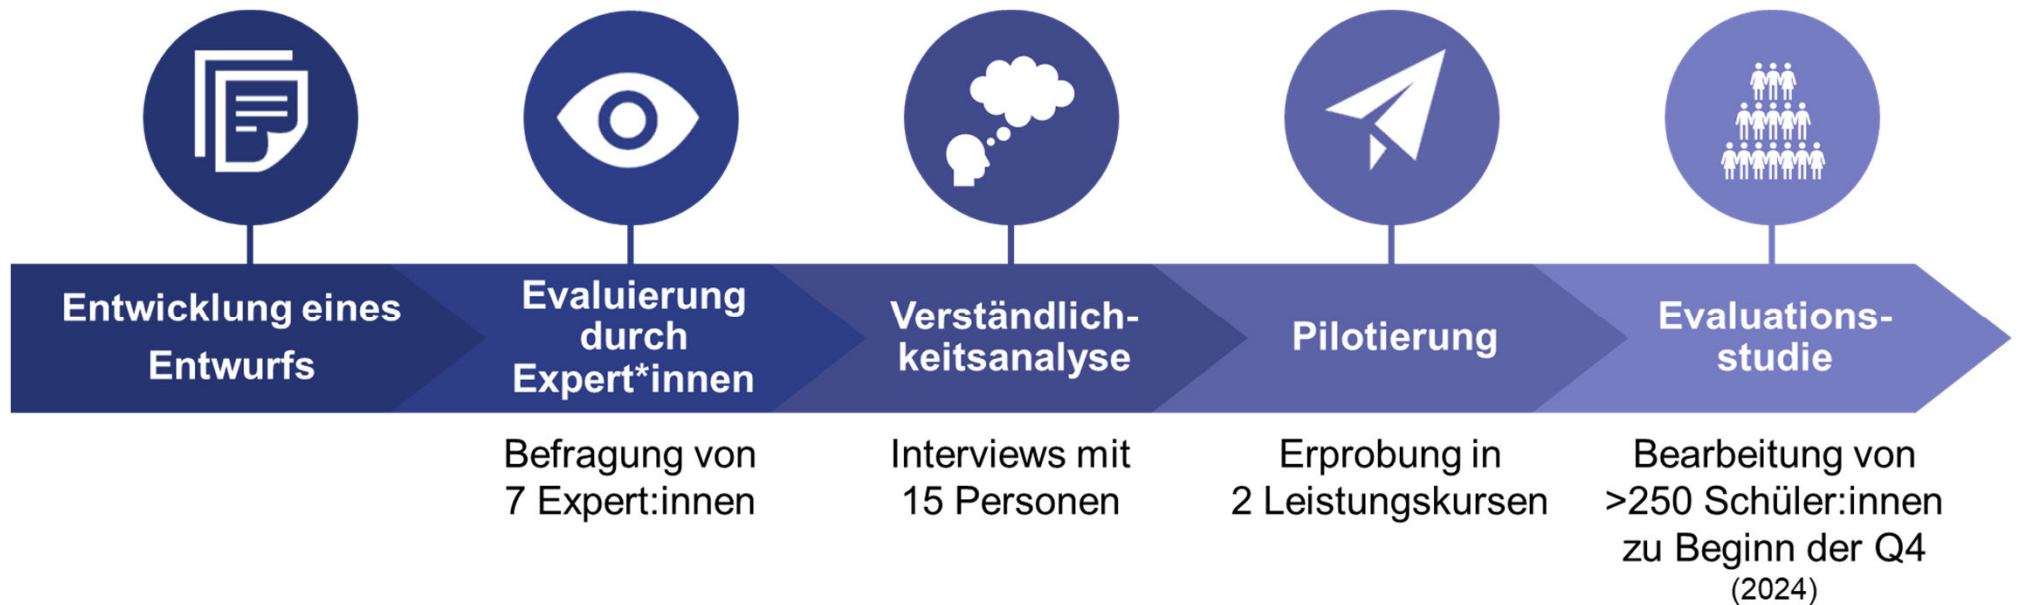 Entwicklung eines
Entwurfs
Evaluierung
durch
Expert*innen
Verständlich-
keitsanalyse
Pilotierung
Evaluations-
studie
Befragung von
7 Expert:innen
Interviews mit
15 Personen
Erprobung in
2 Leistungskursen
Bearbeitung von
>250 Schüler:innen
zu Beginn der Q4
(2024)